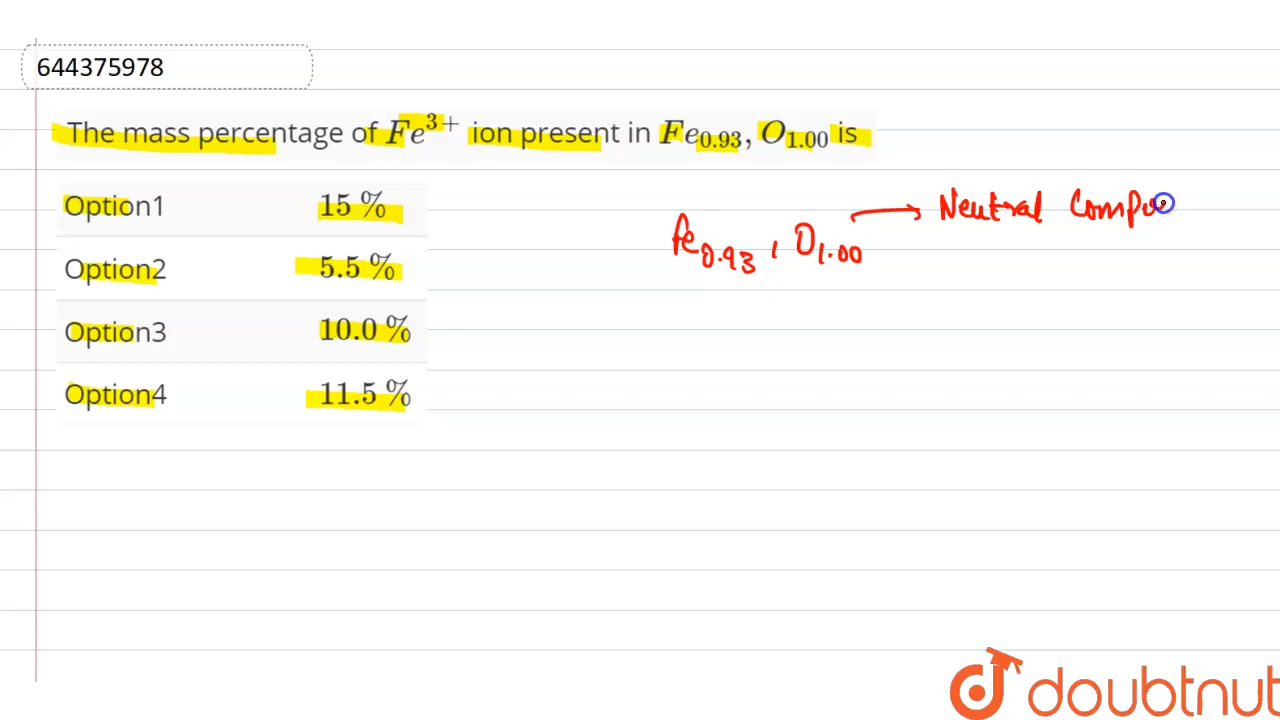 644375978
The mass percentage of Fe³⁺ ion present in Fe₀.₉₃, O₁.₀₀ is
Option1 15 %
Option2 5.5 %
Option3 10.0 %
Option4 11.5 %
Fe₀.₉₃, O₁.₀₀ → Neutral Compo
doubtnut